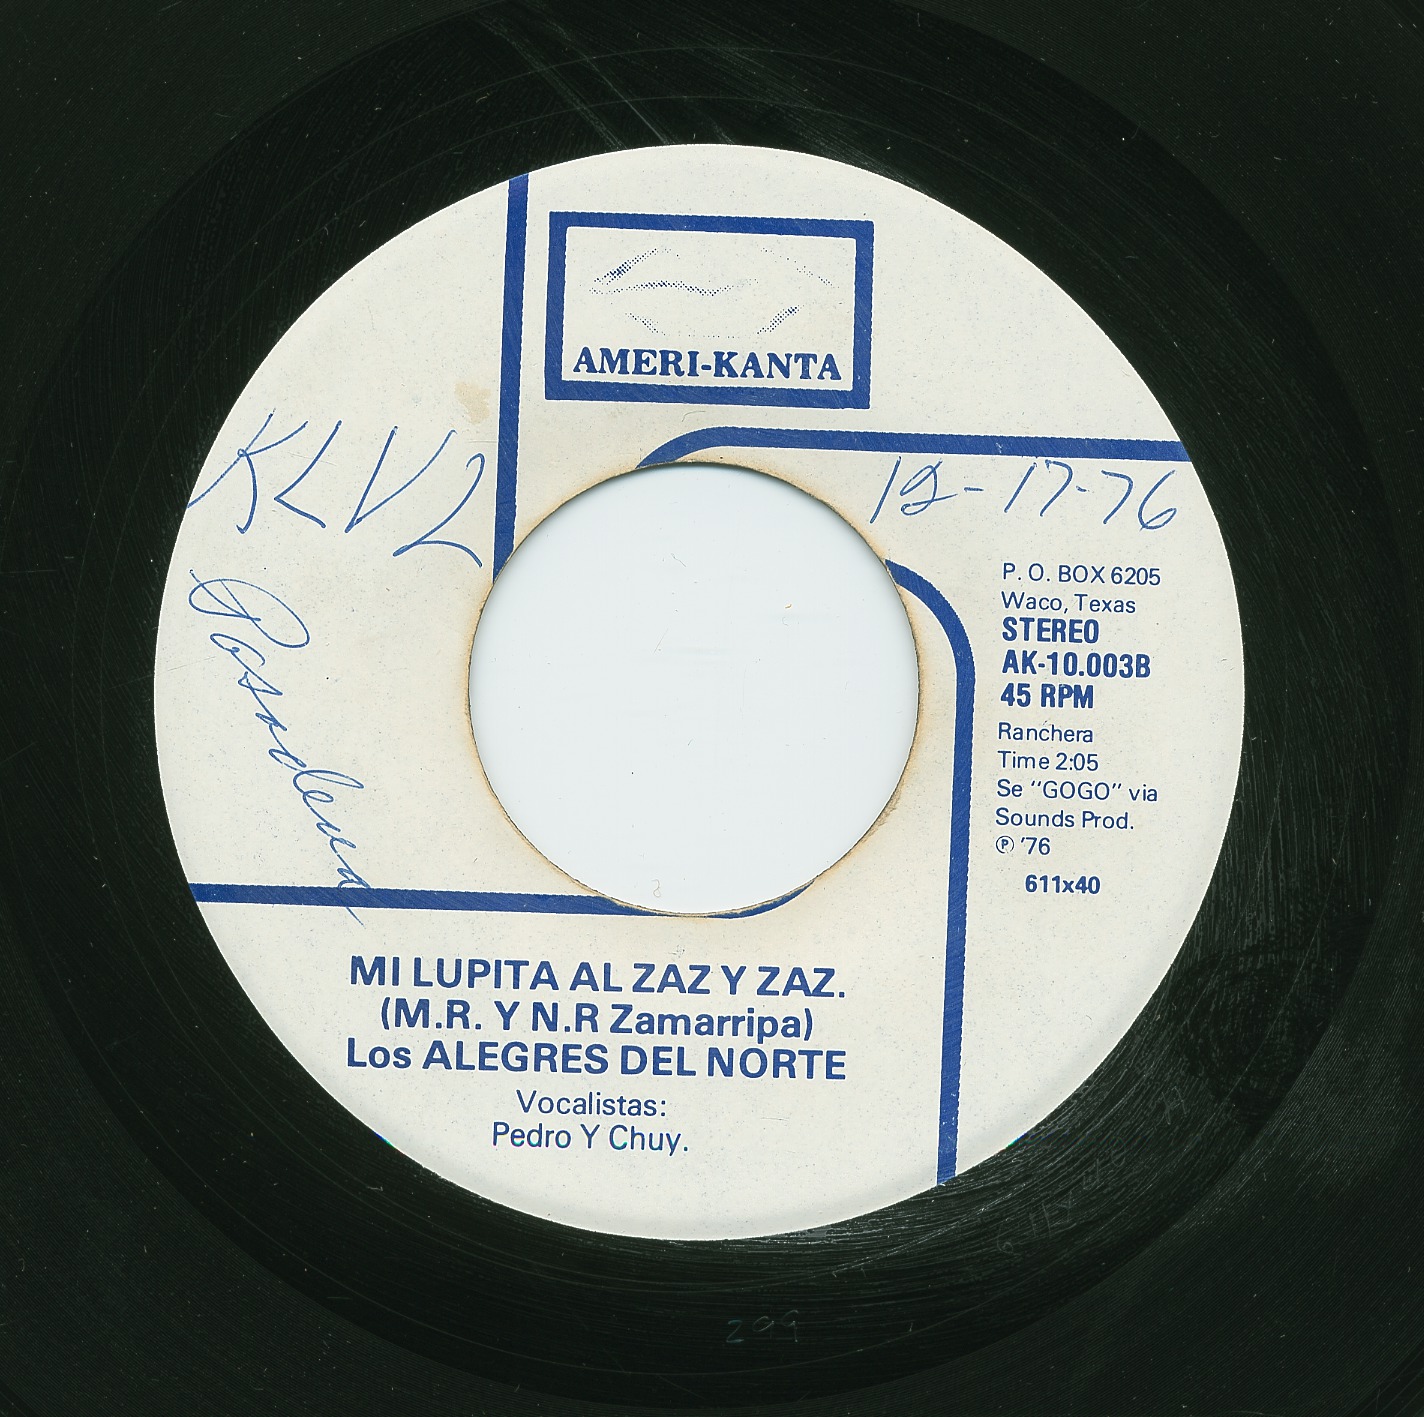 AMERI-KANTA
KLVL
12-17-76
Pasadena
P. O. BOX 6205
Waco, Texas
STEREO
AK-10.003B
45 RPM
Ranchera
Time 2:05
Se "GOGO" via
Sounds Prod.
℗ '76
611x40
MI LUPITA AL ZAZ Y ZAZ.
(M.R. Y N.R Zamarripa)
Los ALEGRES DEL NORTE
Vocalistas:
Pedro Y Chuy.
299